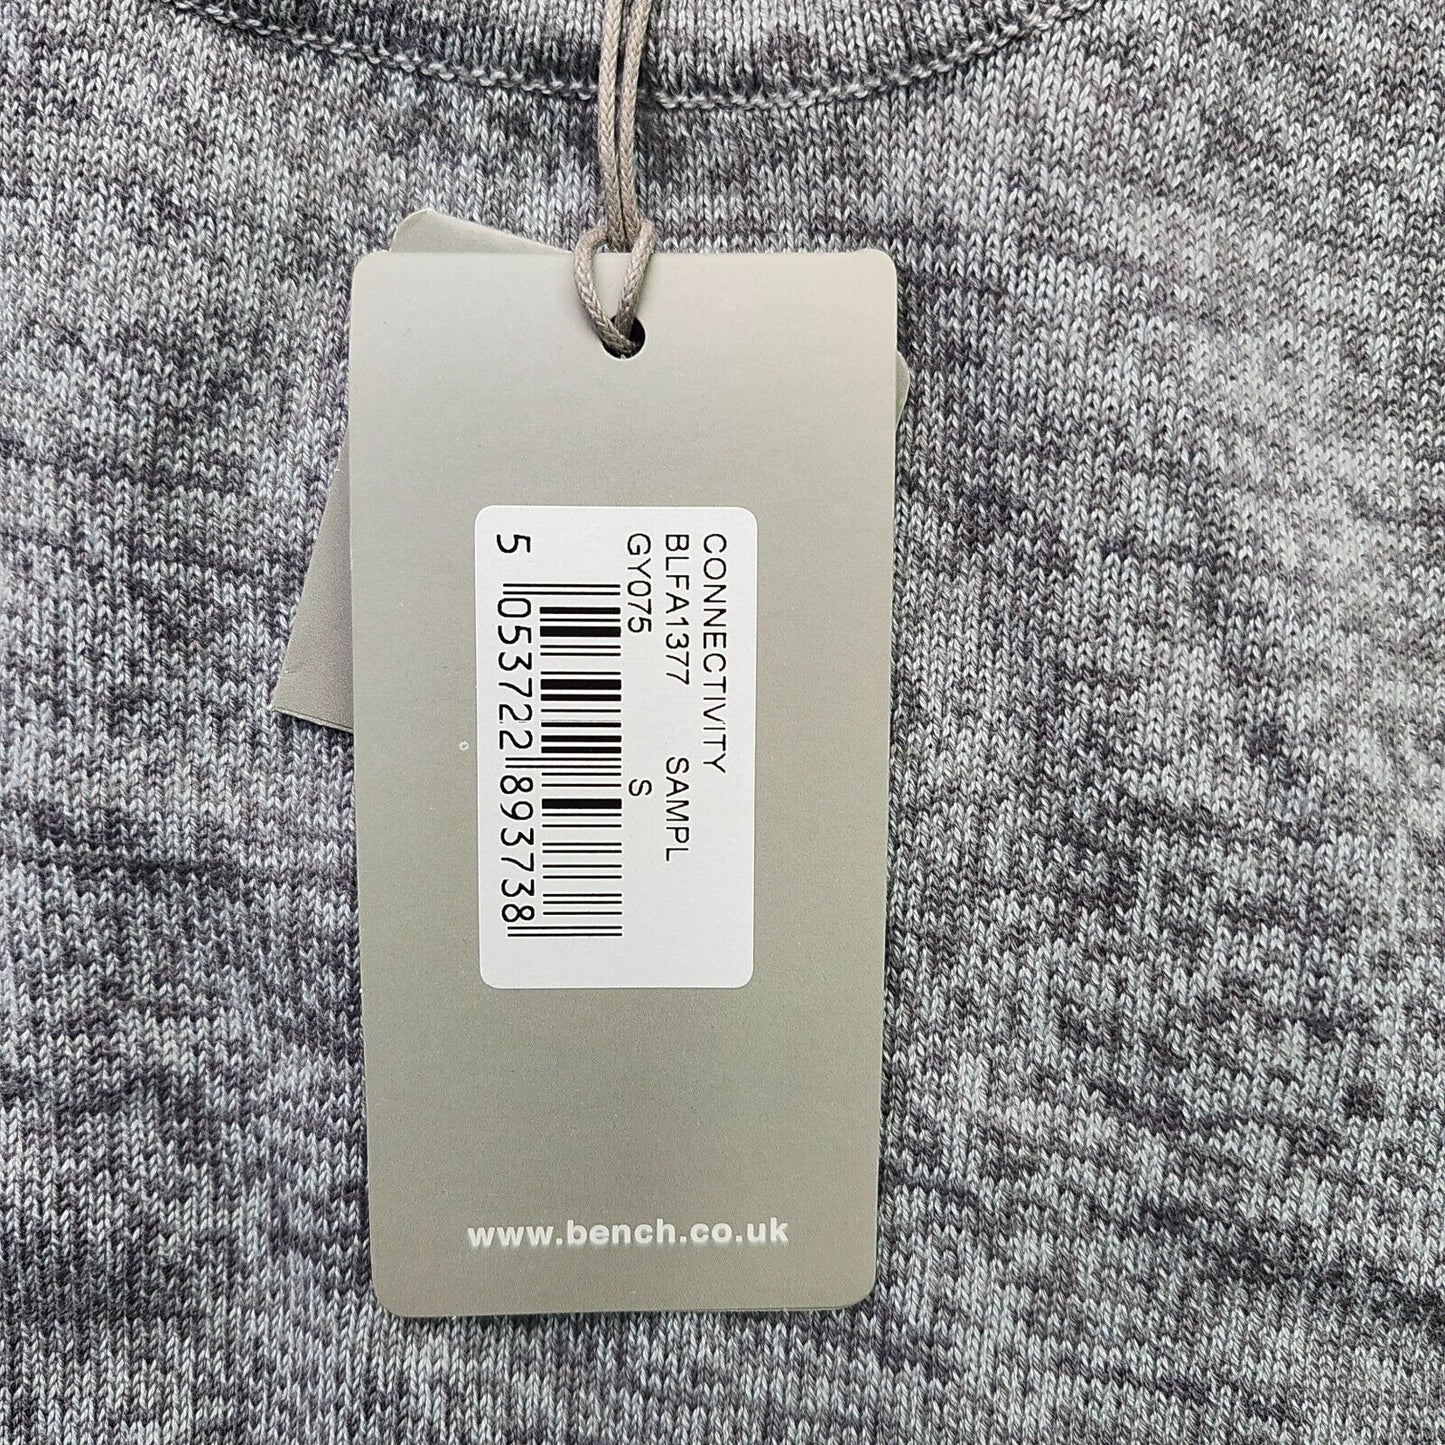 CONNECTIVITY
BLFA1377 SAMPL
GY075 S
5 053722 893738
www.bench.co.uk